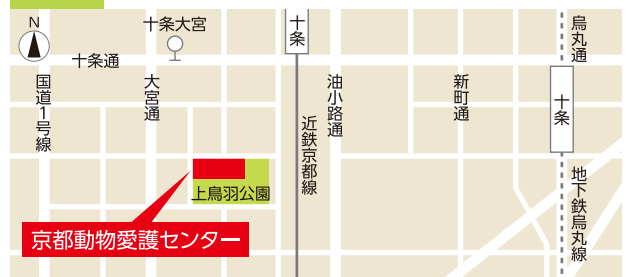 N
十条大宮
十条通
国道1号線
大宮通
十条
近鉄京都線
油小路通
新町通
烏丸通
十条
地下鉄烏丸線
上鳥羽公園
京都動物愛護センター